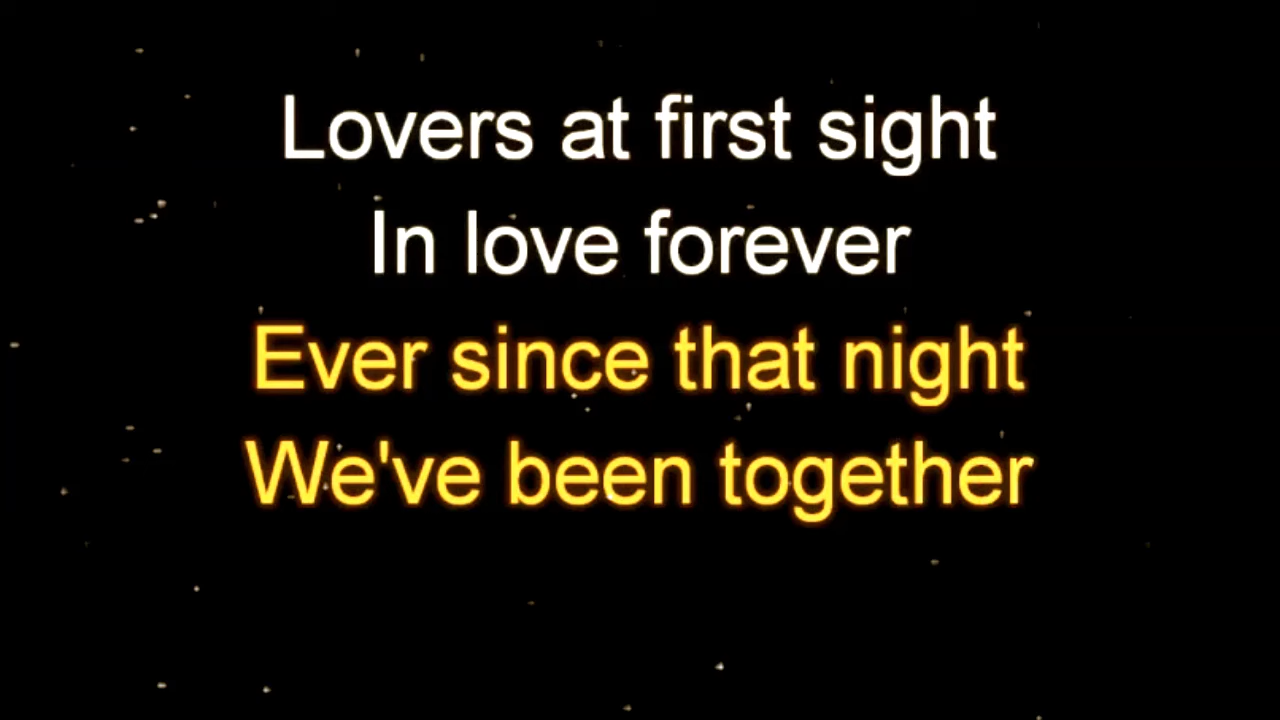 Lovers at first sight
In love forever
Ever since that night
We've been together